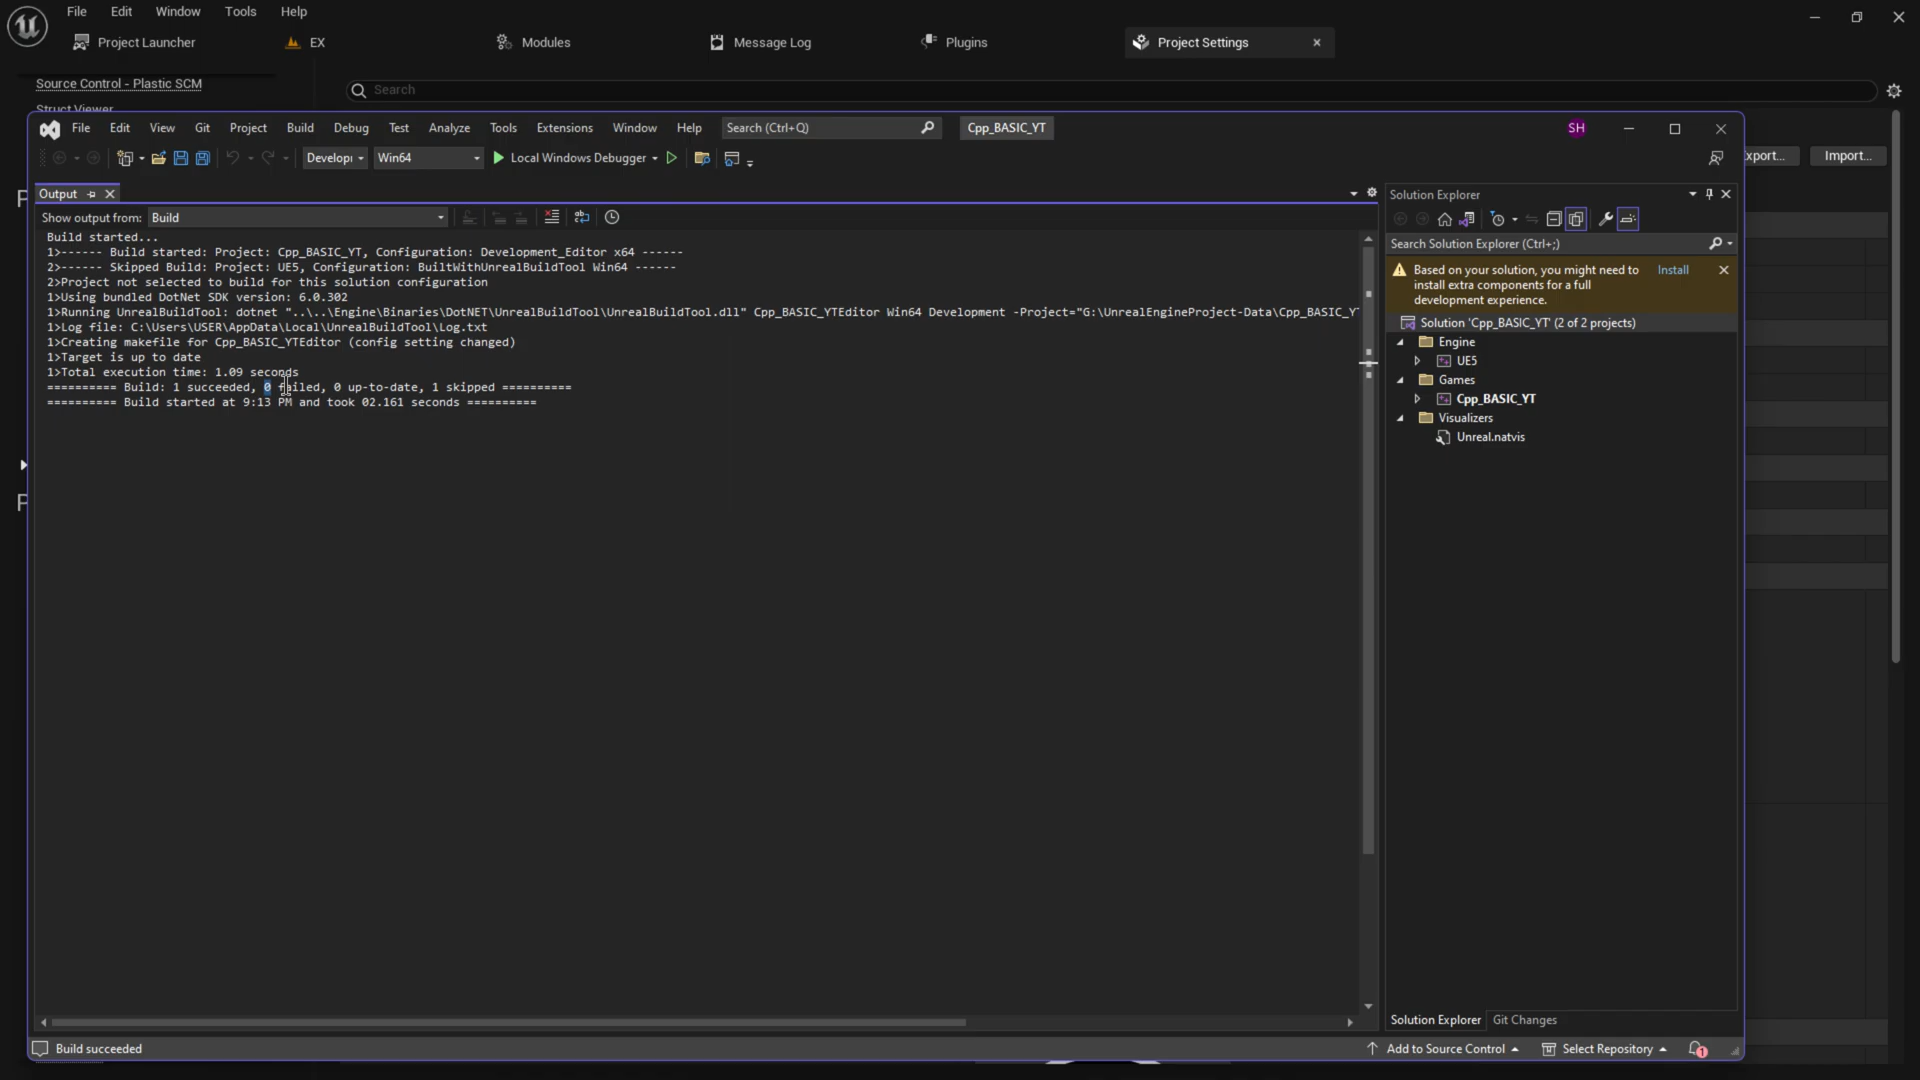 File Edit Window Tools Help
Project Launcher EX Modules Message Log Plugins Project Settings
Source Control - Plastic SCM
Search
Struct Viewer
File Edit View Git Project Build Debug Test Analyze Tools Extensions Window Help Search (Ctrl+Q) Cpp_BASIC_YT SH
Developi Win64 Local Windows Debugger
xport... Import...
Output
Show output from: Build
Build started...
1>------ Build started: Project: Cpp_BASIC_YT, Configuration: Development_Editor x64 ------
2>------ Skipped Build: Project: UE5, Configuration: BuiltWithUnrealBuildTool Win64 ------
2>Project not selected to build for this solution configuration
1>Using bundled DotNet SDK version: 6.0.302
1>Running UnrealBuildTool: dotnet "..\..\Engine\Binaries\DotNET\UnrealBuildTool\UnrealBuildTool.dll" Cpp_BASIC_YTEditor Win64 Development -Project="G:\UnrealEngineProject-Data\Cpp_BASIC_Y
1>Log file: C:\Users\USER\AppData\Local\UnrealBuildTool\Log.txt
1>Creating makefile for Cpp_BASIC_YTEditor (config setting changed)
1>Target is up to date
1>Total execution time: 1.09 seconds
========== Build: 1 succeeded, 0 failed, 0 up-to-date, 1 skipped ==========
========== Build started at 9:13 PM and took 02.161 seconds ==========
Solution Explorer
Search Solution Explorer (Ctrl+;)
Based on your solution, you might need to Install
install extra components for a full
development experience.
Solution 'Cpp_BASIC_YT' (2 of 2 projects)
Engine
UE5
Games
Cpp_BASIC_YT
Visualizers
Unreal.natvis
Solution Explorer Git Changes
Build succeeded
Add to Source Control Select Repository 1